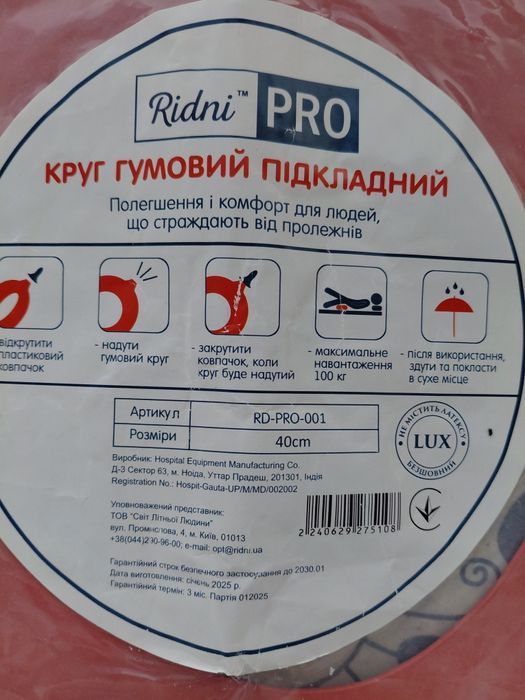 Ridni™ PRO
КРУГ ГУМОВИЙ ПІДКЛАДНИЙ
Полегшення і комфорт для людей,
що страждають від пролежнів
відкрутити
пластиковий
ковпачок
- надути
гумовий круг
- закрутити
ковпачок, коли
круг буде надутий
- максимальне
навантаження
100 кг
- після використання,
здути та покласти
в сухе місце
Артикул RD-PRO-001
Розміри 40cm
НЕ МІСТИТЬ ЛАТЕКСУ
LUX
БЕЗШОВНИЙ
Виробник: Hospital Equipment Manufacturing Co.
Д-3 Сектор 63, м. Ноіда, Уттар Прадеш, 201301, Індія
Registration No.: Hospit-Gauta-UP/M/MD/002002
Уповноважений представник:
ТОВ "Світ Літньої Людини"
вул. Промислова, 4, м. Київ, 01013
+38(044)290-96-00; e-mail: opt@ridni.ua
2240629275108
Гарантійний строк безпечного застосування до 2030.01
Дата виготовлення: січень 2025 р.
Гарантійний термін: 3 міс. Партія 012025